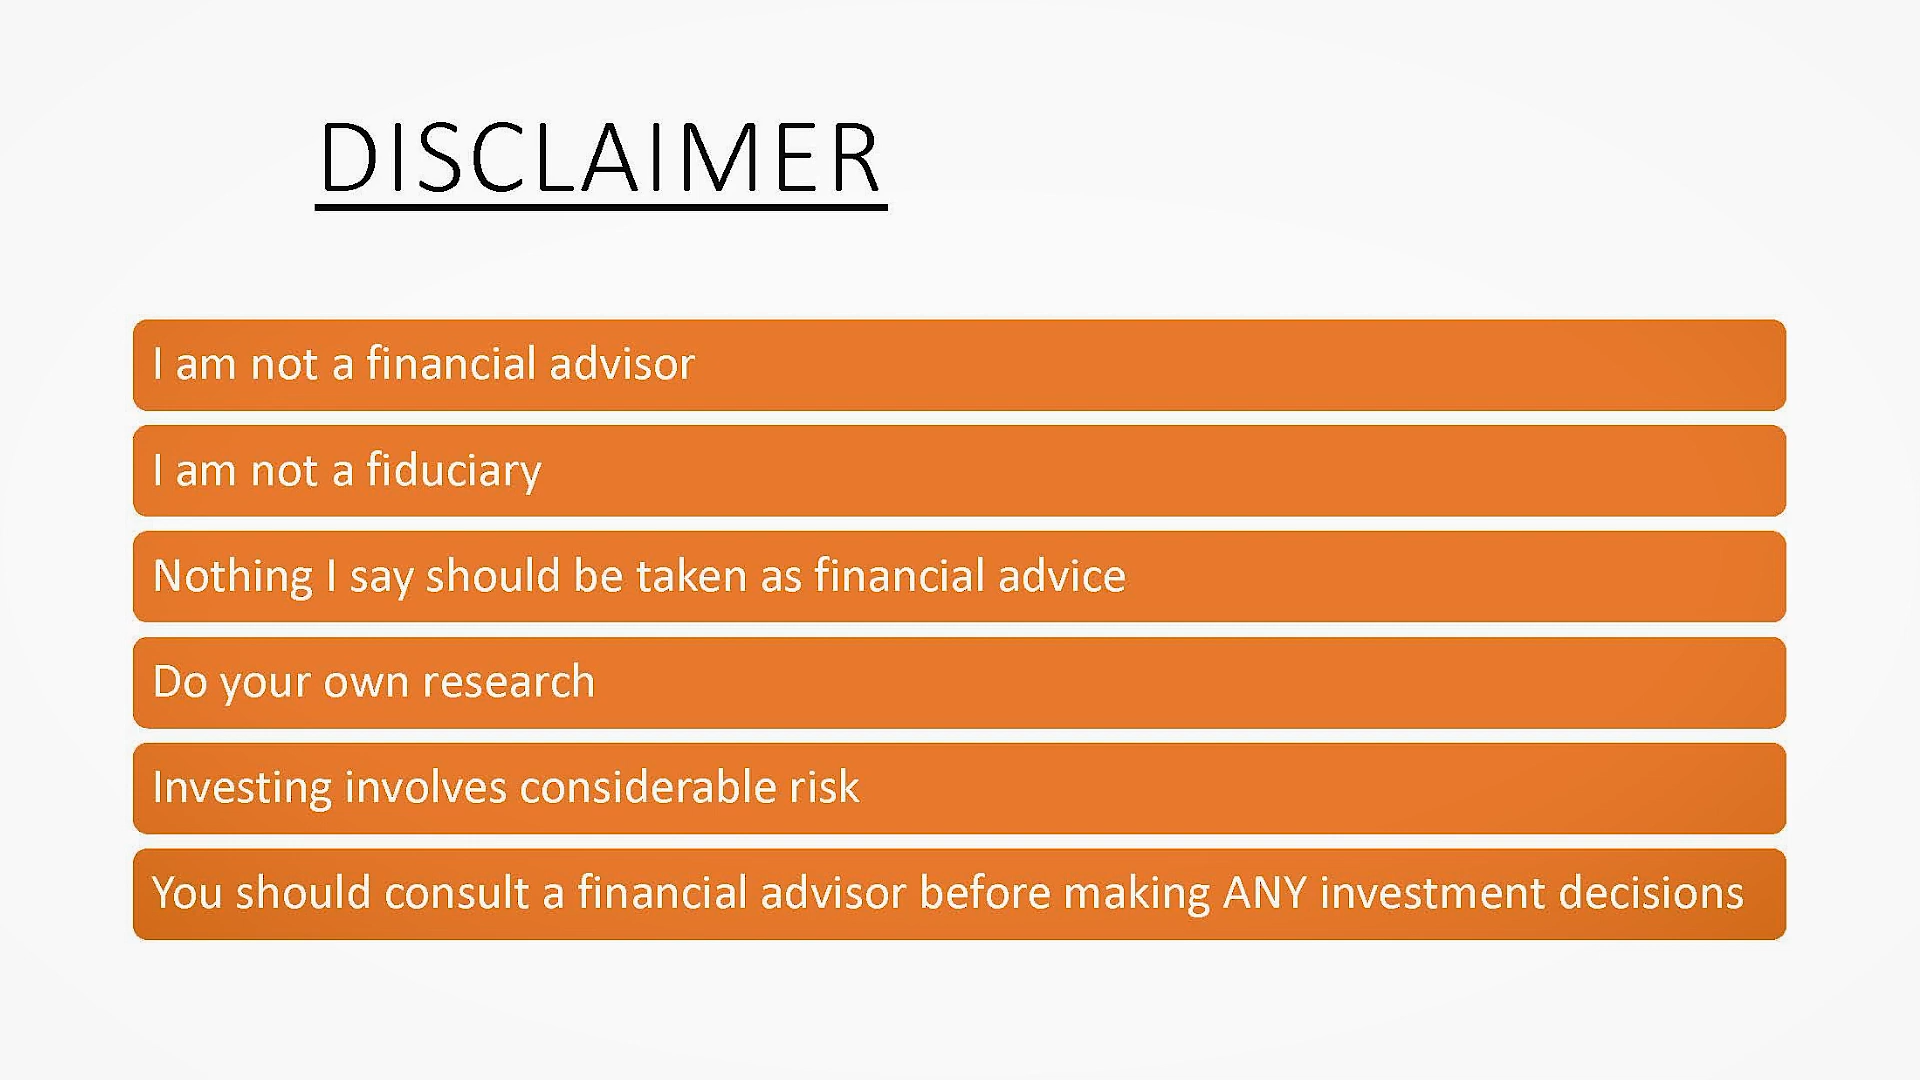 DISCLAIMER
I am not a financial advisor
I am not a fiduciary
Nothing I say should be taken as financial advice
Do your own research
Investing involves considerable risk
You should consult a financial advisor before making ANY investment decisions